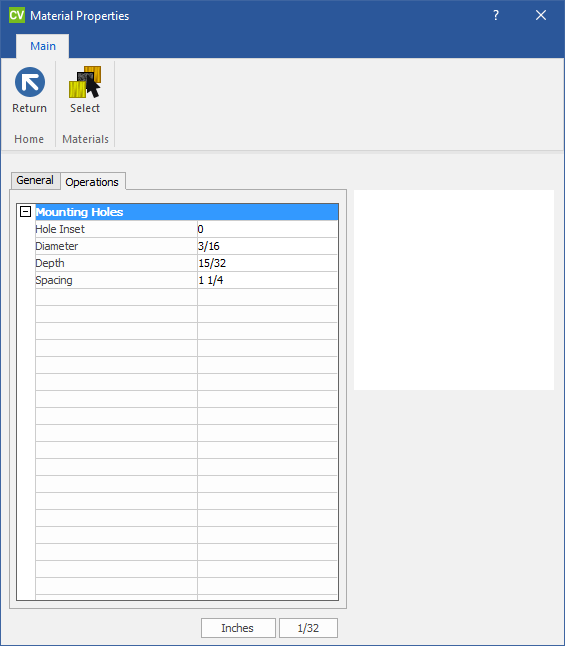 CV Material Properties ?
Main
Return Select
Home Materials
General Operations
Mounting Holes
Hole Inset 0
Diameter 3/16
Depth 15/32
Spacing 1 1/4
Inches 1/32